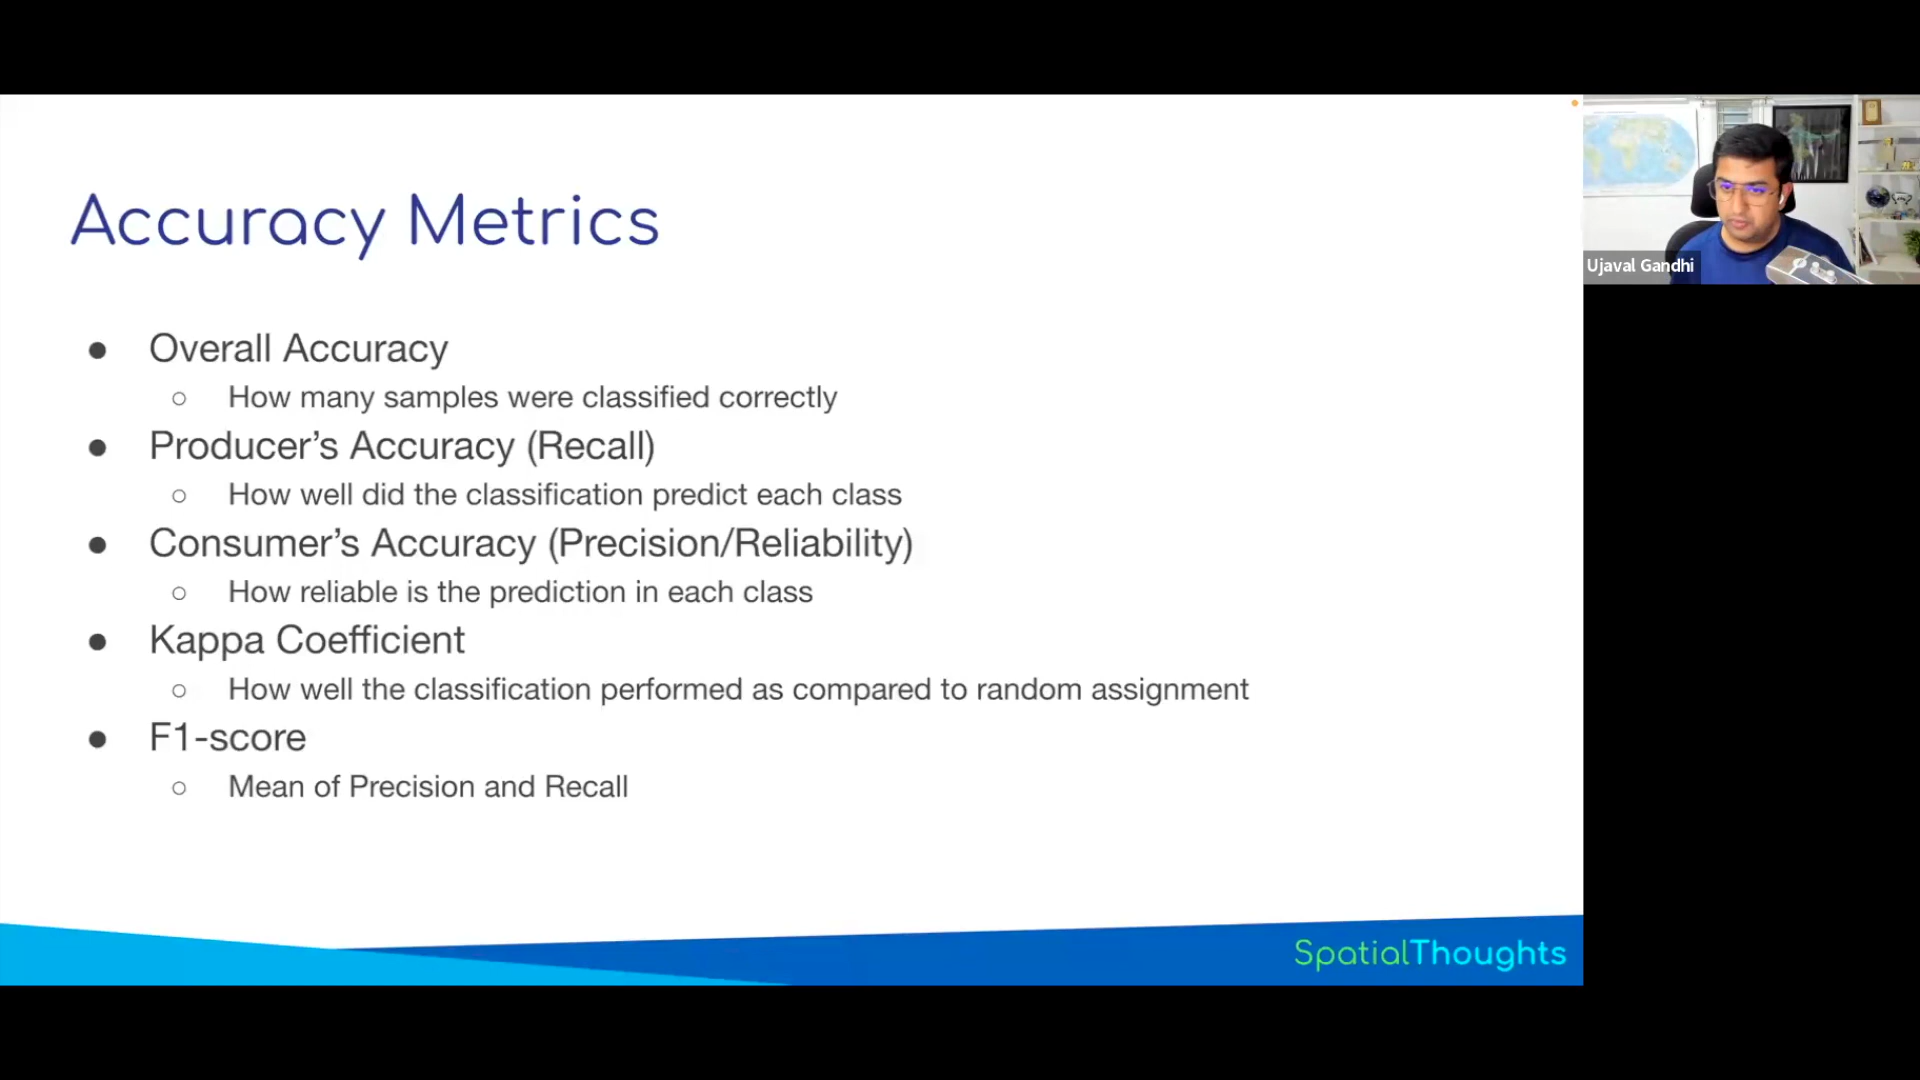 Accuracy Metrics
● Overall Accuracy
○ How many samples were classified correctly
● Producer’s Accuracy (Recall)
○ How well did the classification predict each class
● Consumer’s Accuracy (Precision/Reliability)
○ How reliable is the prediction in each class
● Kappa Coefficient
○ How well the classification performed as compared to random assignment
● F1-score
○ Mean of Precision and Recall
SpatialThoughts
Ujaval Gandhi